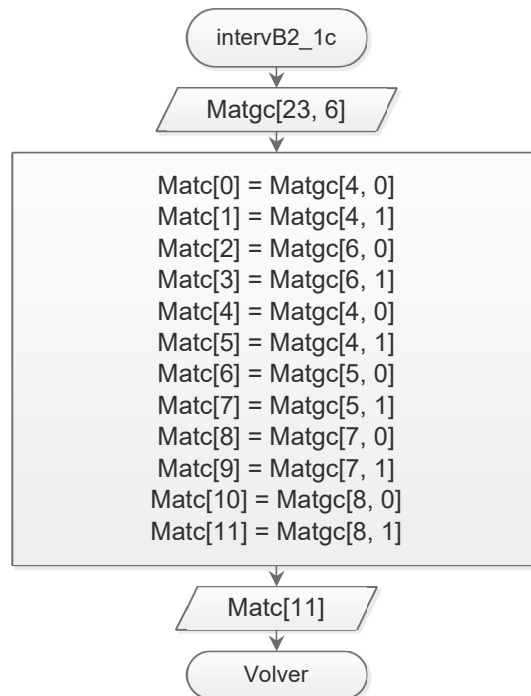 intervB2_1c
Matgc[23, 6]
Matc[0] = Matgc[4, 0]
Matc[1] = Matgc[4, 1]
Matc[2] = Matgc[6, 0]
Matc[3] = Matgc[6, 1]
Matc[4] = Matgc[4, 0]
Matc[5] = Matgc[4, 1]
Matc[6] = Matgc[5, 0]
Matc[7] = Matgc[5, 1]
Matc[8] = Matgc[7, 0]
Matc[9] = Matgc[7, 1]
Matc[10] = Matgc[8, 0]
Matc[11] = Matgc[8, 1]
Matc[11]
Volver